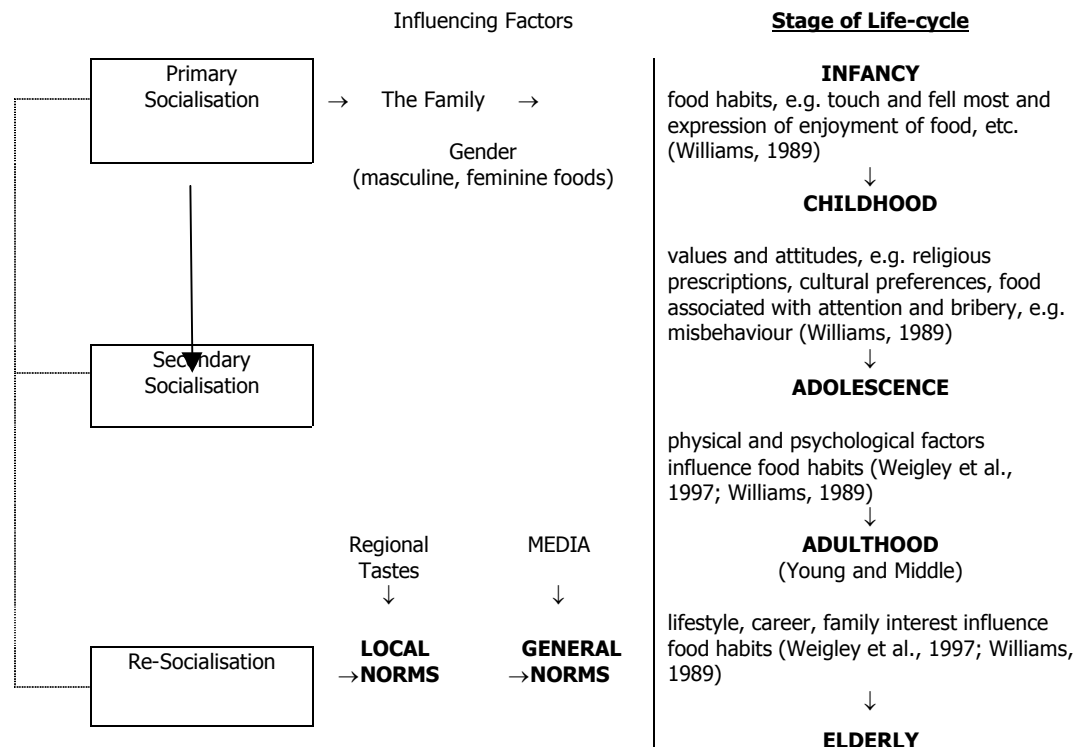 Influencing Factors
Stage of Life-cycle
Primary
Socialisation
→ The Family →
Gender
(masculine, feminine foods)
INFANCY
food habits, e.g. touch and fell most and
expression of enjoyment of food, etc.
(Williams, 1989)
↓
CHILDHOOD
values and attitudes, e.g. religious
prescriptions, cultural preferences, food
associated with attention and bribery, e.g.
misbehaviour (Williams, 1989)
↓
Secondary
Socialisation
ADOLESCENCE
physical and psychological factors
influence food habits (Weigley et al.,
1997; Williams, 1989)
↓
ADULTHOOD
(Young and Middle)
Regional
Tastes
↓
MEDIA
↓
Re-Socialisation
LOCAL
→NORMS
GENERAL
→NORMS
lifestyle, career, family interest influence
food habits (Weigley et al., 1997; Williams,
1989)
↓
ELDERLY